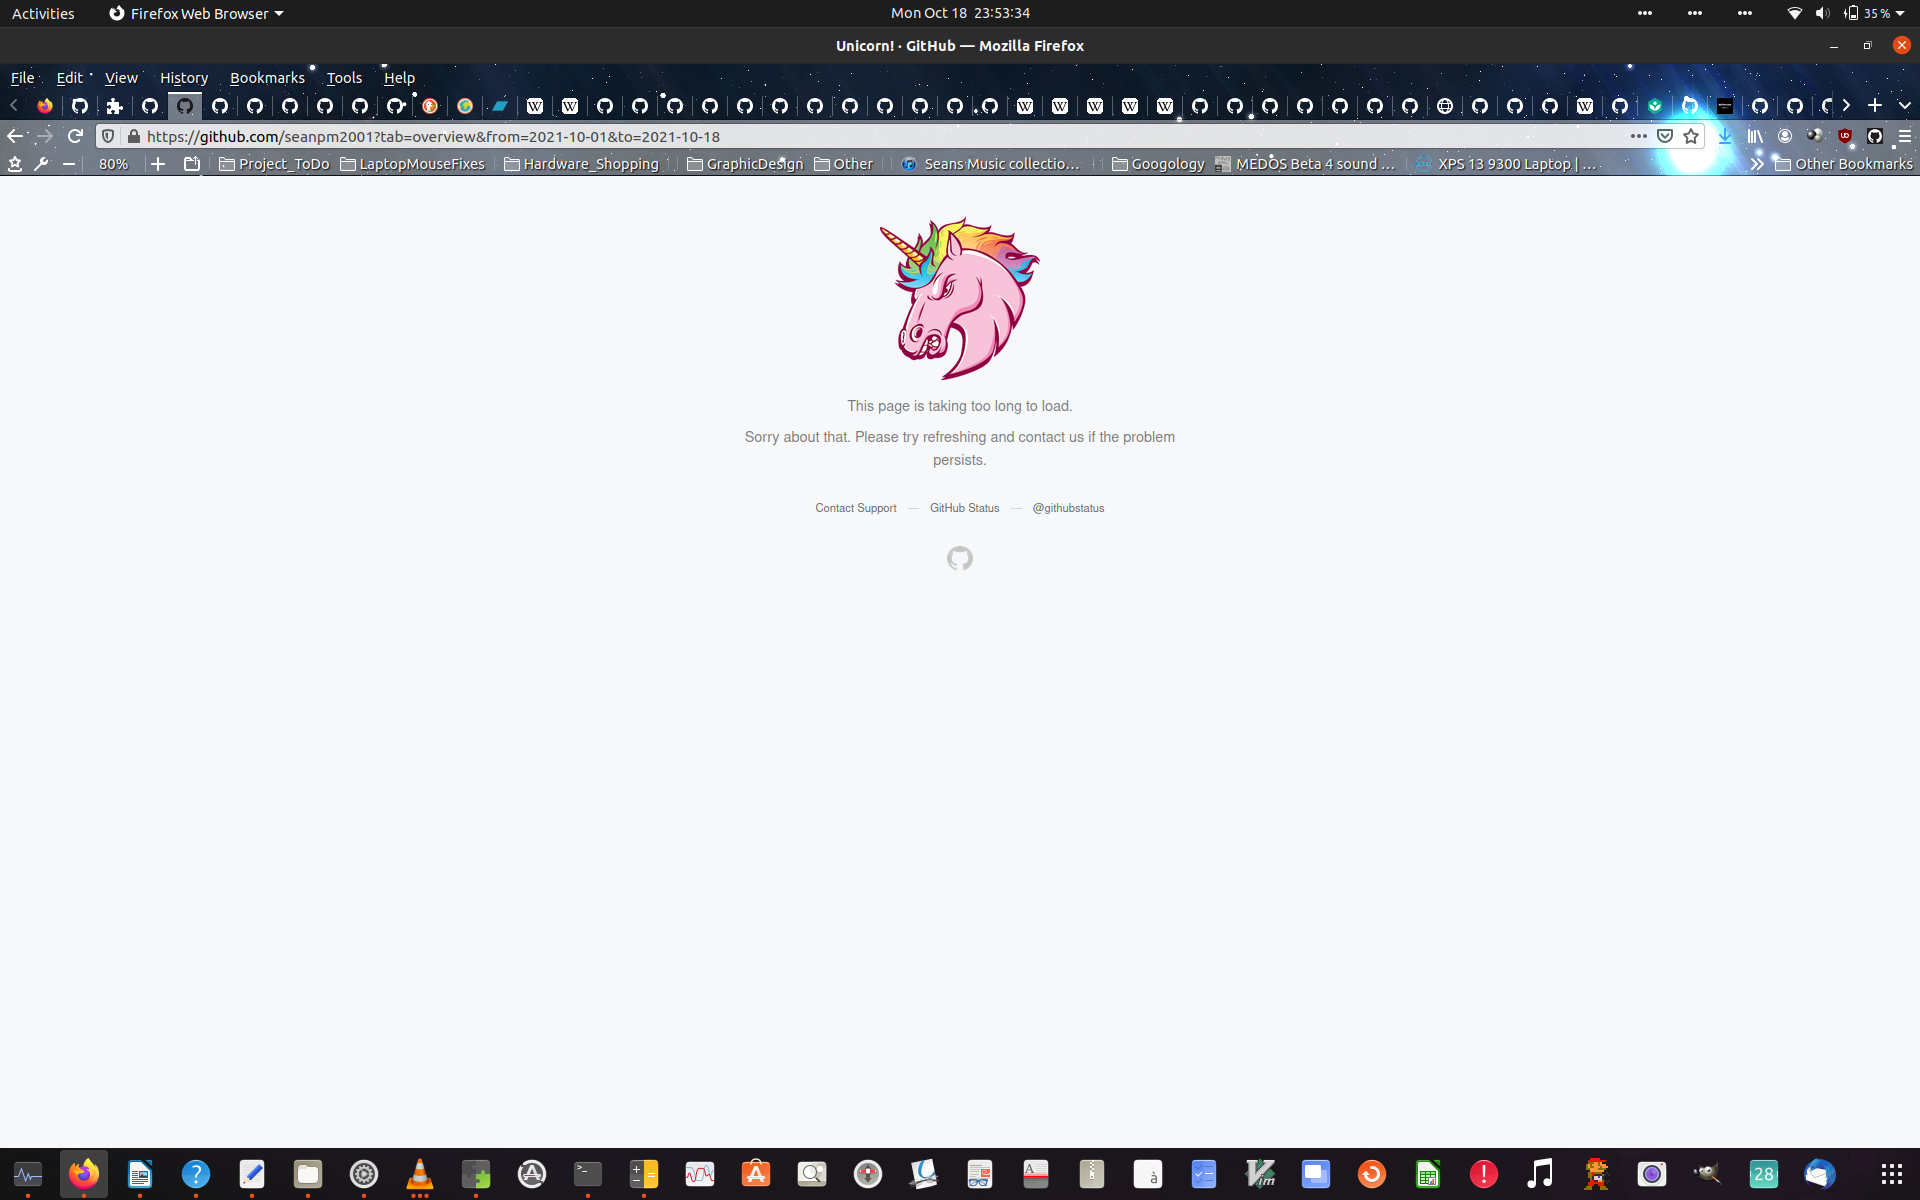 Activities Firefox Web Browser Mon Oct 18 23:53:34 35 %
Unicorn! · GitHub — Mozilla Firefox
File Edit View History Bookmarks Tools Help
https://github.com/seanpm2001?tab=overview&from=2021-10-01&to=2021-10-18
80% Project_ToDo LaptopMouseFixes Hardware_Shopping GraphicDesign Other Seans Music collectio… Googology MEDOS Beta 4 sound … XPS 13 9300 Laptop | … Other Bookmarks
This page is taking too long to load.
Sorry about that. Please try refreshing and contact us if the problem
persists.
Contact Support — GitHub Status — @githubstatus
28